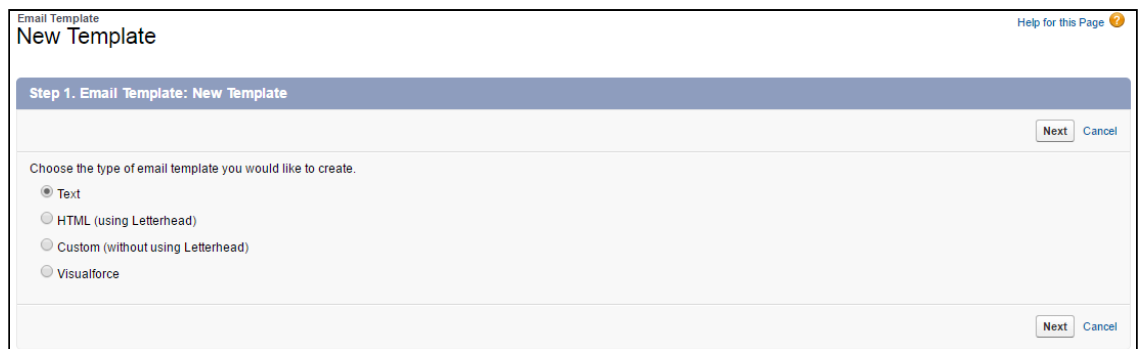 Email Template
New Template
Help for this Page ?
Step 1. Email Template: New Template
Next Cancel
Choose the type of email template you would like to create.
Text
HTML (using Letterhead)
Custom (without using Letterhead)
Visualforce
Next Cancel